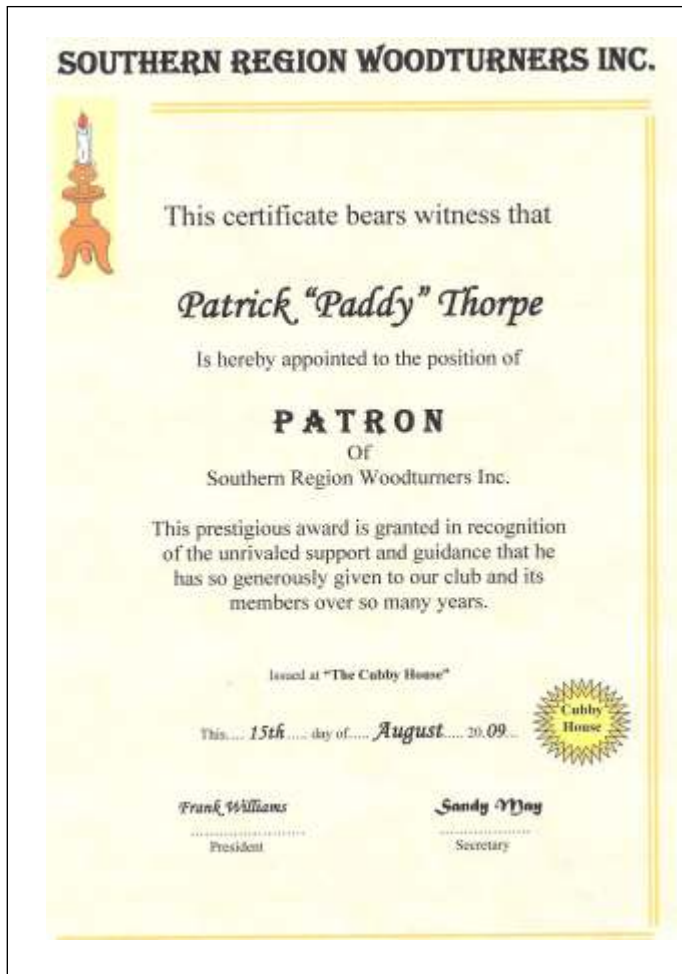 SOUTHERN REGION WOODTURNERS INC.
This certificate bears witness that
Patrick "Paddy" Thorpe
Is hereby appointed to the position of
PATRON
Of
Southern Region Woodturners Inc.
This prestigious award is granted in recognition
of the unrivaled support and guidance that he
has so generously given to our club and its
members over so many years.
Issued at "The Cubby House"
This.... 15th..... day of..... August..... 20.09...
Cubby
House
Frank Williams
Sandy May
President
Secretary